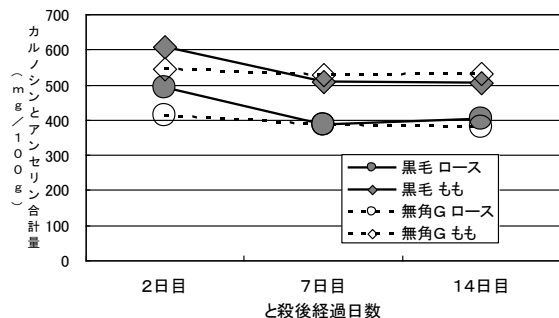 カルノシンとアンセリン合計量
（mg／100g）
700
600
500
400
300
200
100
0
黒毛 ロース
黒毛 もも
無角G ロース
無角G もも
2日目
7日目
14日目
と殺後経過日数